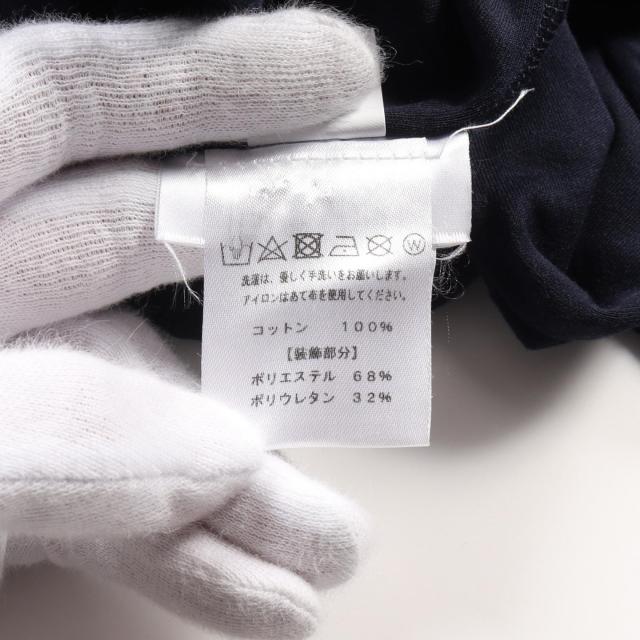 W
洗濯は、優しく手洗いをお願いします。
アイロンはあて布を使用してください。
コットン 100%
【装飾部分】
ポリエステル 68%
ポリウレタン 32%